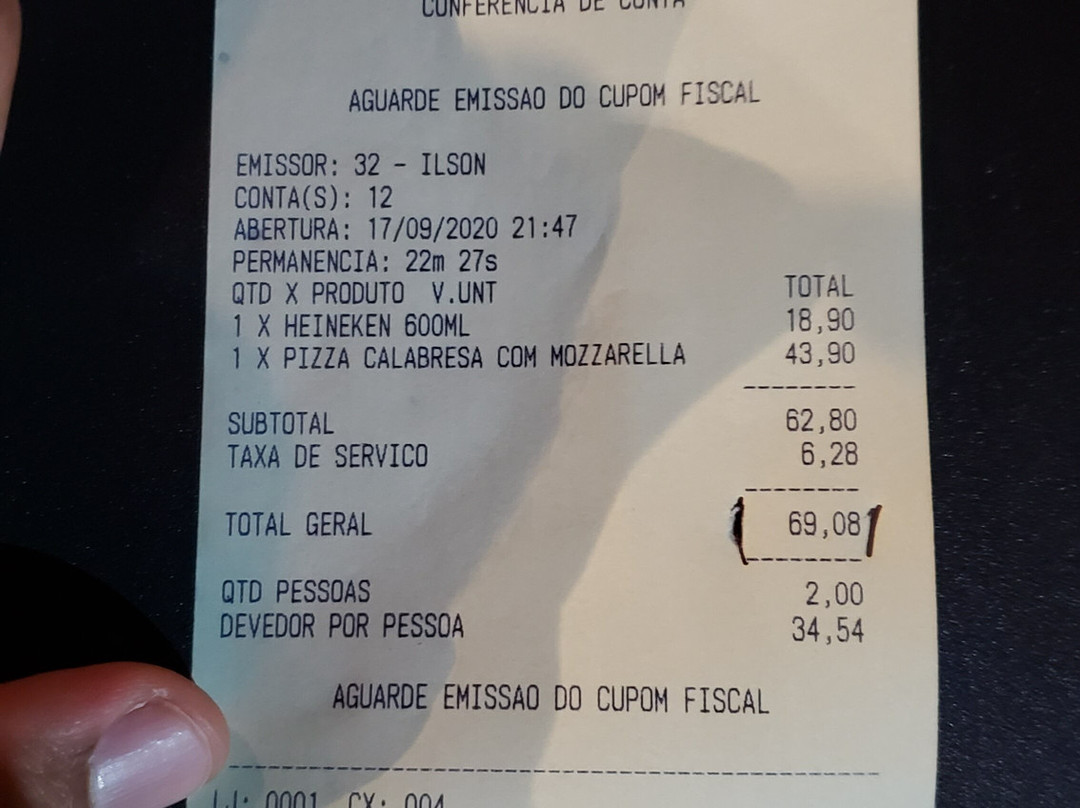 CONFERENCIA DE CONTA
AGUARDE EMISSAO DO CUPOM FISCAL
EMISSOR: 32 - ILSON
CONTA(S): 12
ABERTURA: 17/09/2020 21:47
PERMANENCIA: 22m 27s
QTD X PRODUTO V.UNT TOTAL
1 X HEINEKEN 600ML 18,90
1 X PIZZA CALABRESA COM MOZZARELLA 43,90
--------
SUBTOTAL 62,80
TAXA DE SERVICO 6,28
--------
TOTAL GERAL 69,08
--------
QTD PESSOAS 2,00
DEVEDOR POR PESSOA 34,54
AGUARDE EMISSAO DO CUPOM FISCAL
LJ: 0001 CX: 004